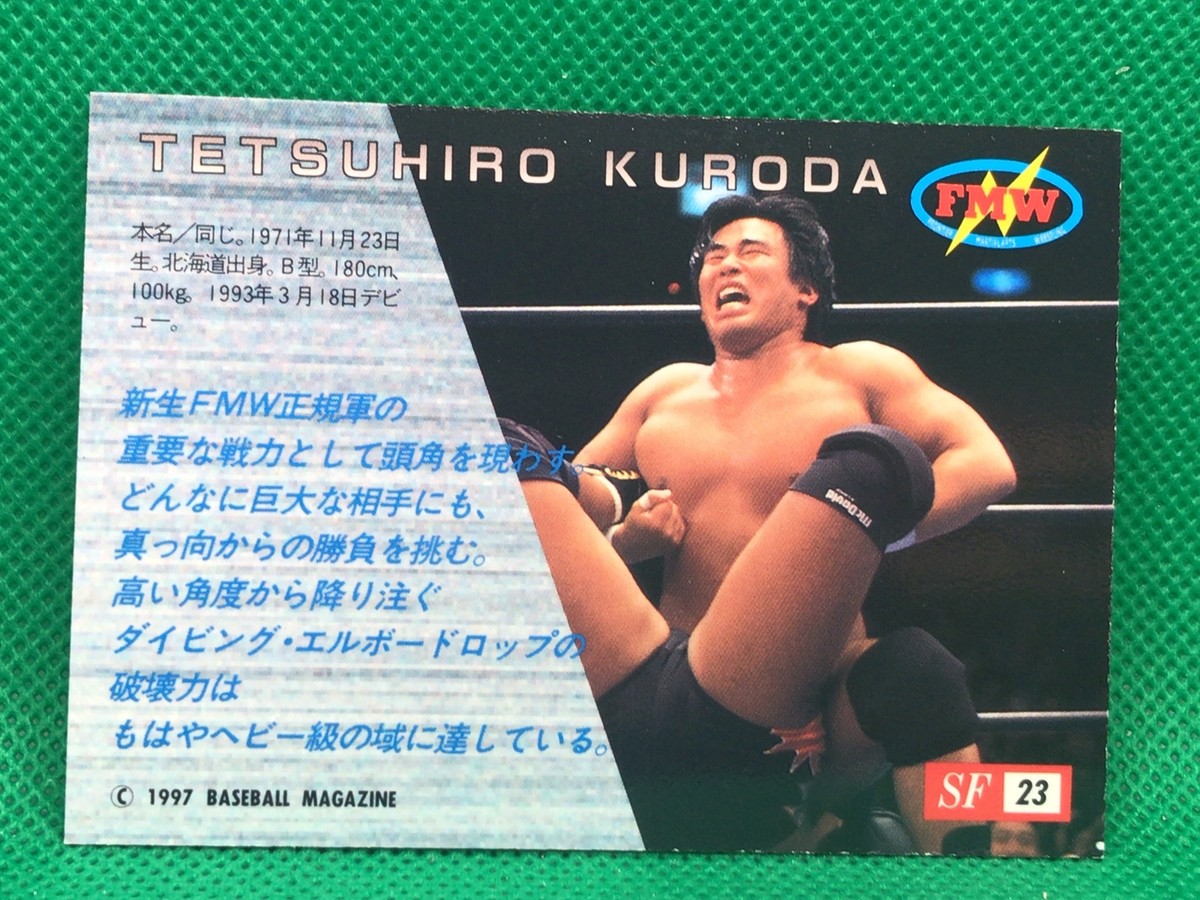 TETSUHIRO KURODA
FMW
FRONTIER MARTIALARTS WRESTLING
本名/同じ。1971年11月23日
生。北海道出身。B型。180cm、
100kg。1993年3月18日デビ
ュー。
新生FMW正規軍の
重要な戦力として頭角を現わす。
どんなに巨大な相手にも、
真っ向からの勝負を挑む。
高い角度から降り注ぐ
ダイビング・エルボードロップの
破壊力は
もはやヘビー級の域に達している。
McDavid
© 1997 BASEBALL MAGAZINE
SF 23